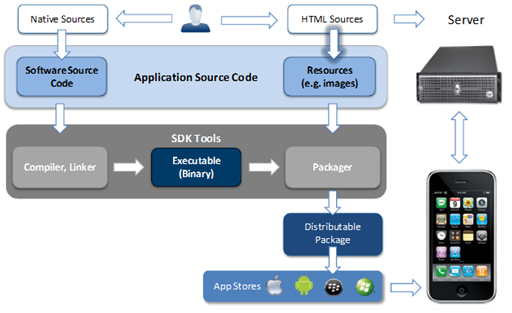 Native Sources
HTML Sources
Server
Software Source
Code
Application Source Code
Resources
(e.g. images)
SDK Tools
Compiler, Linker
Executable
(Binary)
Packager
Distributable
Package
App Stores